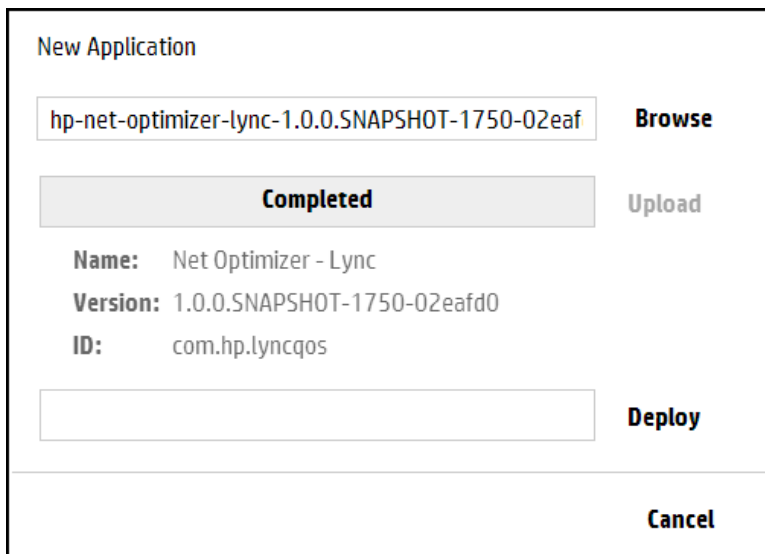 New Application
hp-net-optimizer-lync-1.0.0.SNAPSHOT-1750-02eaf Browse
Completed Upload
Name: Net Optimizer - Lync
Version: 1.0.0.SNAPSHOT-1750-02eafd0
ID: com.hp.lyncqos
Deploy
Cancel